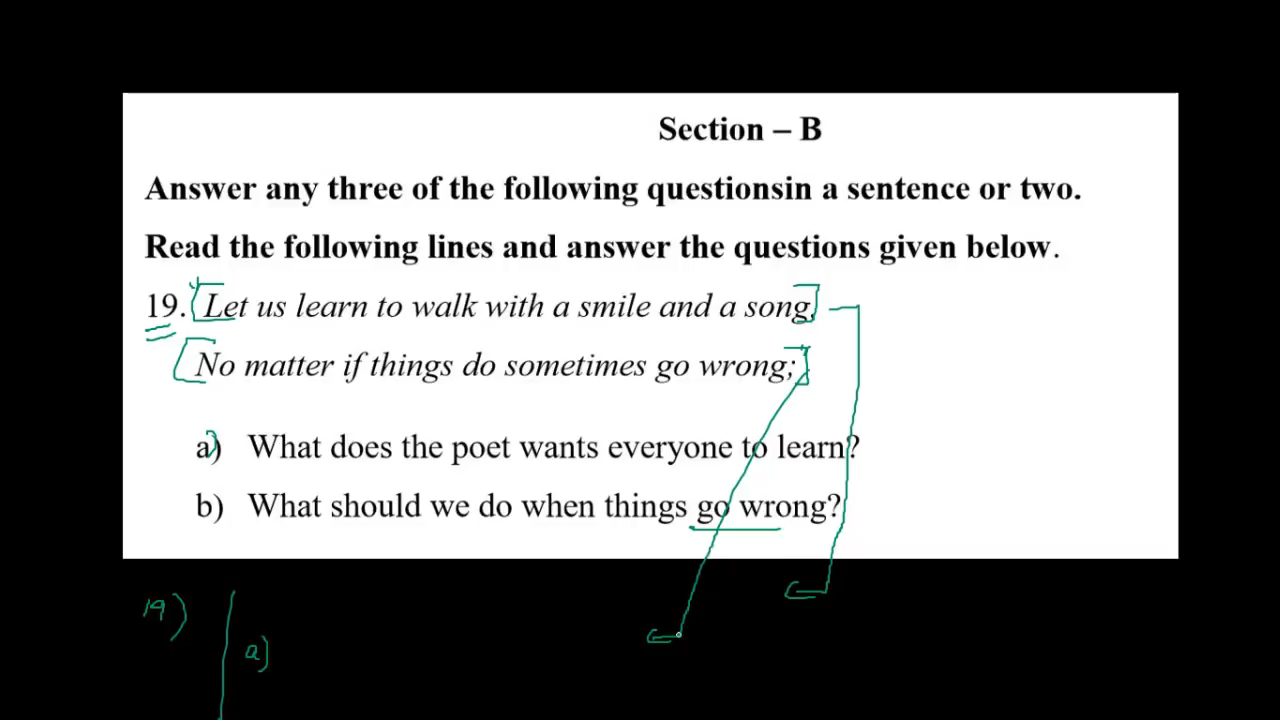 Section – B
Answer any three of the following questionsin a sentence or two.
Read the following lines and answer the questions given below.
19. Let us learn to walk with a smile and a song,
No matter if things do sometimes go wrong;
a) What does the poet wants everyone to learn?
b) What should we do when things go wrong?
19)
a)